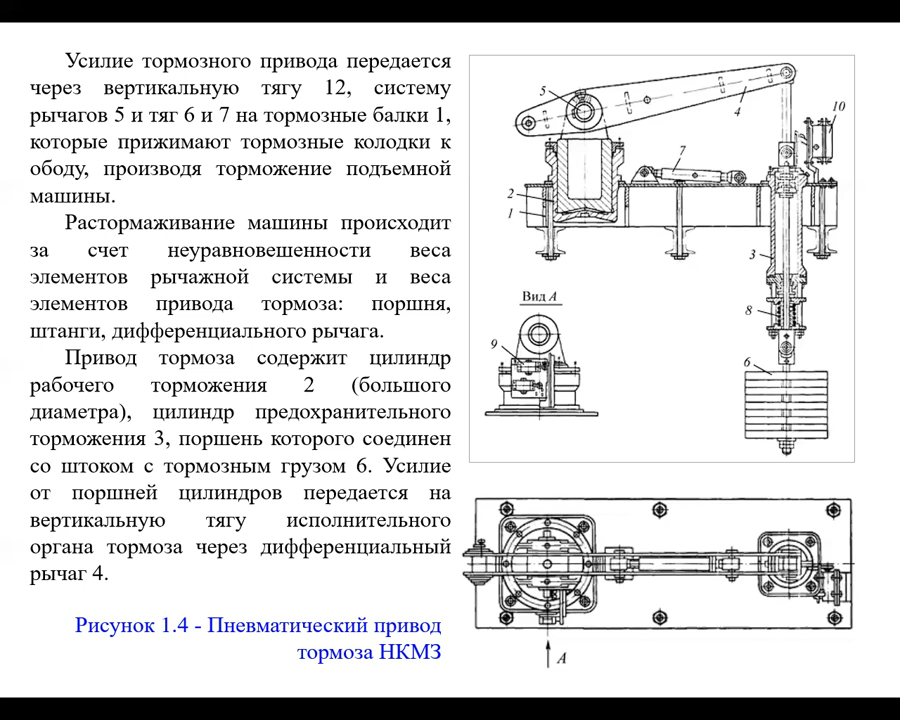 Усилие тормозного привода передается
через вертикальную тягу 12, систему
рычагов 5 и тяг 6 и 7 на тормозные балки 1,
которые прижимают тормозные колодки к
ободу, производя торможение подъемной
машины.
Растормаживание машины происходит
за счет неуравновешенности веса
элементов рычажной системы и веса
элементов привода тормоза: поршня,
штанги, дифференциального рычага.
Привод тормоза содержит цилиндр
рабочего торможения 2 (большого
диаметра), цилиндр предохранительного
торможения 3, поршень которого соединен
со штоком с тормозным грузом 6. Усилие
от поршней цилиндров передается на
вертикальную тягу исполнительного
органа тормоза через дифференциальный
рычаг 4.
Рисунок 1.4 - Пневматический привод
тормоза НКМЗ
5
4
10
7
2
1
3
Вид А
8
9
6
А